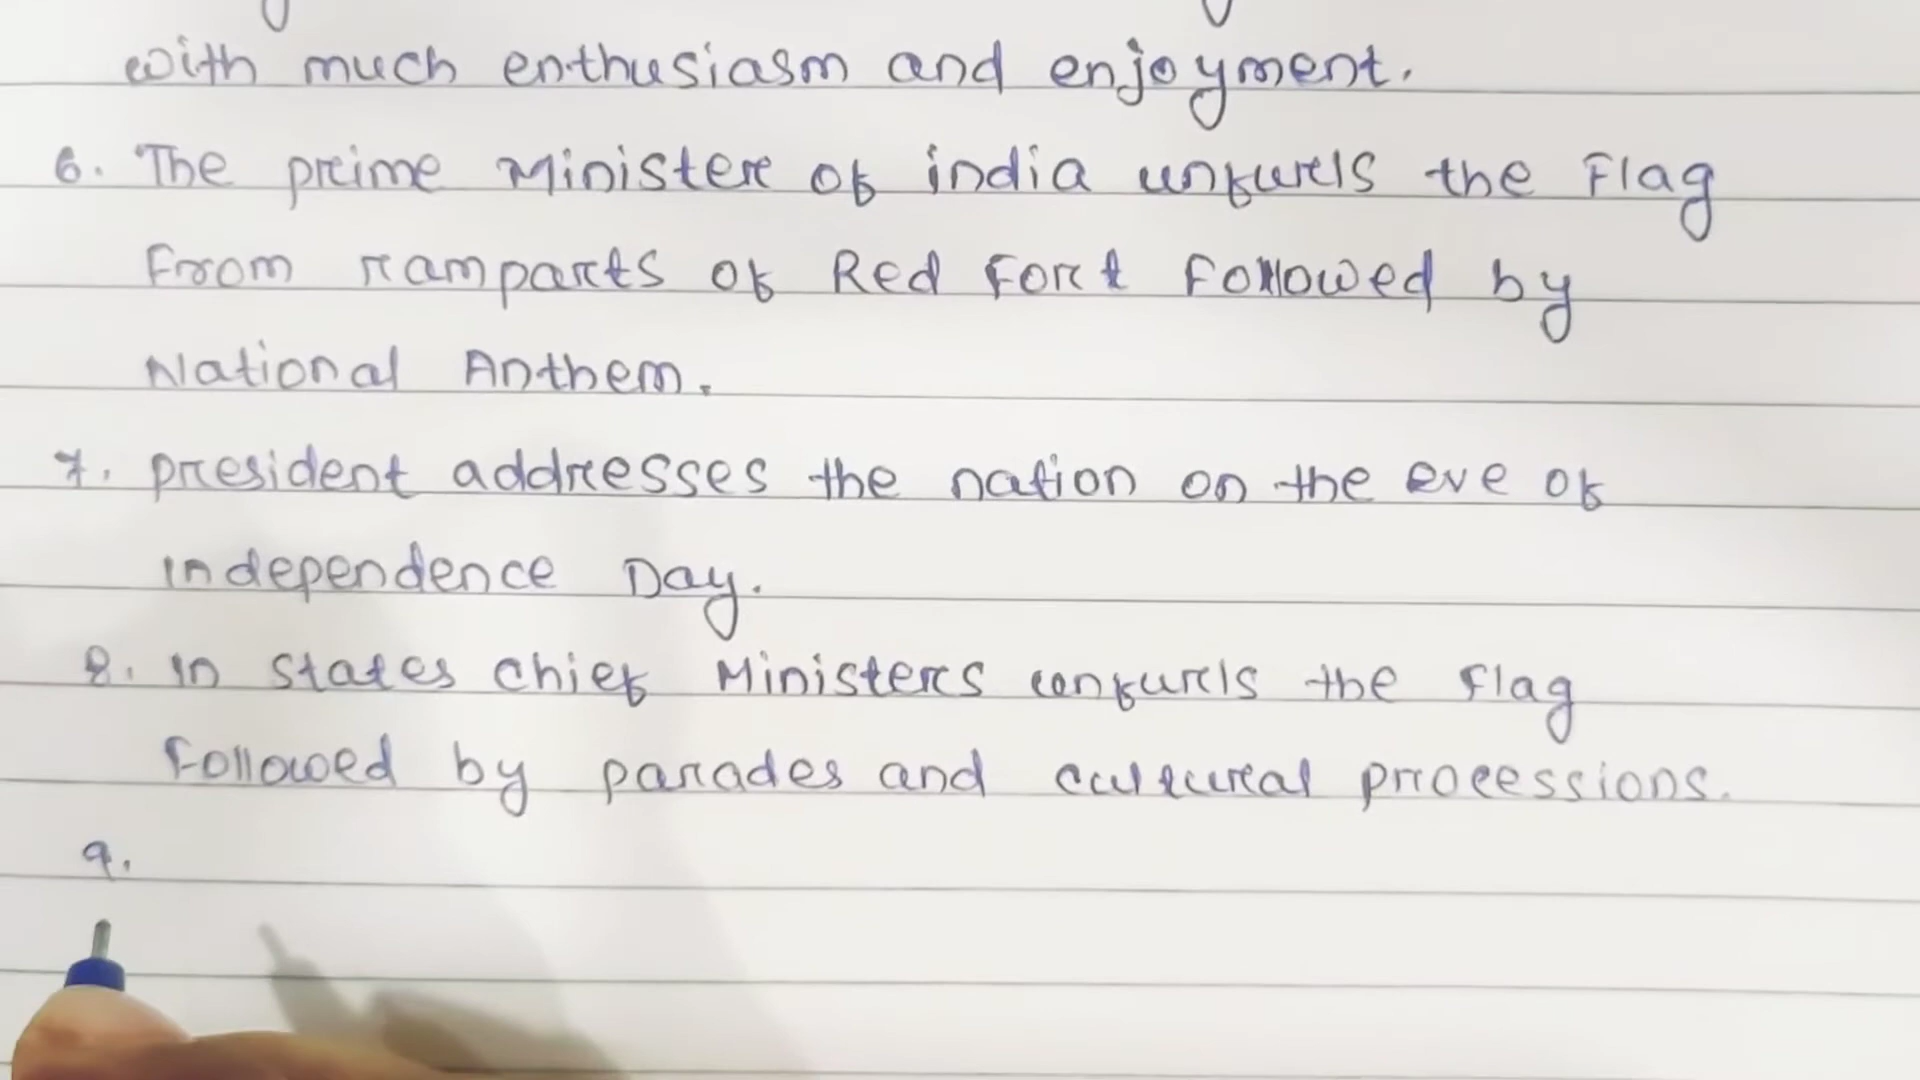 with much enthusiasm and enjoyment.
6. The prime Minister of india unfurls the Flag
From ramparts of Red Fort Followed by
National Anthem.
7. president addresses the nation on the eve of
independence Day.
8. in states chief Ministers unfurls the Flag
Followed by parades and cultural processions.
9.